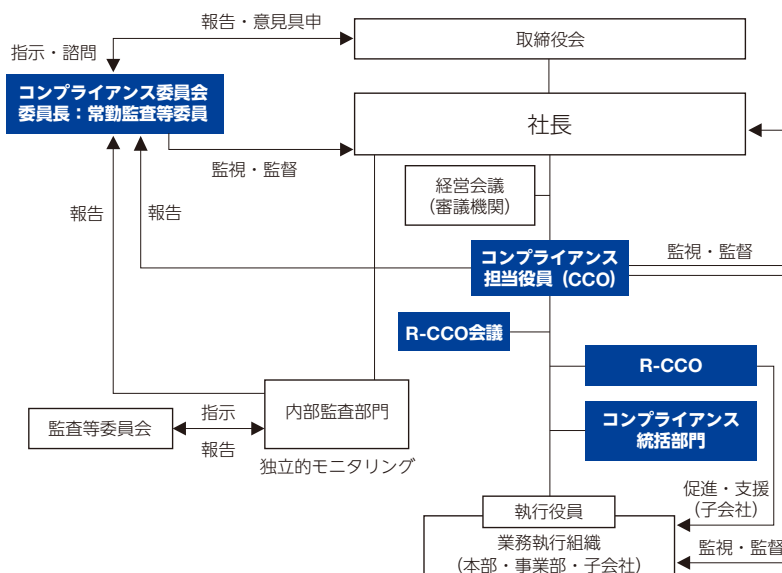 報告・意見具申
取締役会
指示・諮問
コンプライアンス委員会
委員長：常勤監査等委員
社長
監視・監督
経営会議
(審議機関)
報告
報告
コンプライアンス
担当役員（CCO）
監視・監督
R-CCO会議
R-CCO
内部監査部門
監査等委員会
指示
報告
独立的モニタリング
コンプライアンス
統括部門
促進・支援
(子会社)
執行役員
業務執行組織
(本部・事業部・子会社)
監視・監督